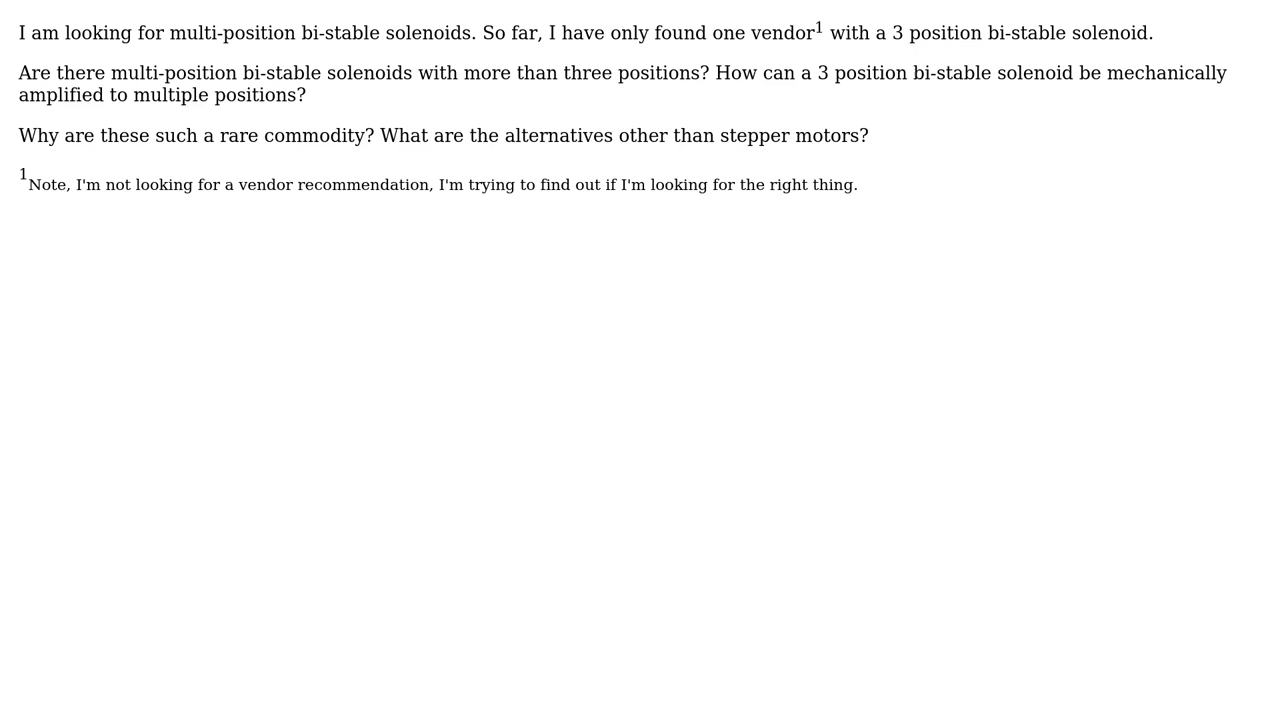 I am looking for multi-position bi-stable solenoids. So far, I have only found one vendor1 with a 3 position bi-stable solenoid.
Are there multi-position bi-stable solenoids with more than three positions? How can a 3 position bi-stable solenoid be mechanically
amplified to multiple positions?
Why are these such a rare commodity? What are the alternatives other than stepper motors?
1Note, I'm not looking for a vendor recommendation, I'm trying to find out if I'm looking for the right thing.